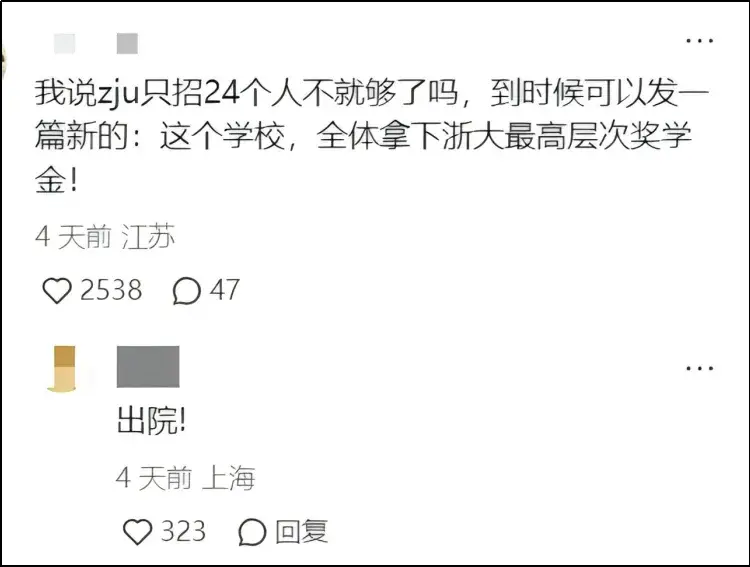 我说zju只招24个人不就够了吗，到时候可以发一
篇新的：这个学校，全体拿下浙大最高层次奖学
金！
4 天前 江苏
2538 47
出院！
4 天前 上海
323 回复